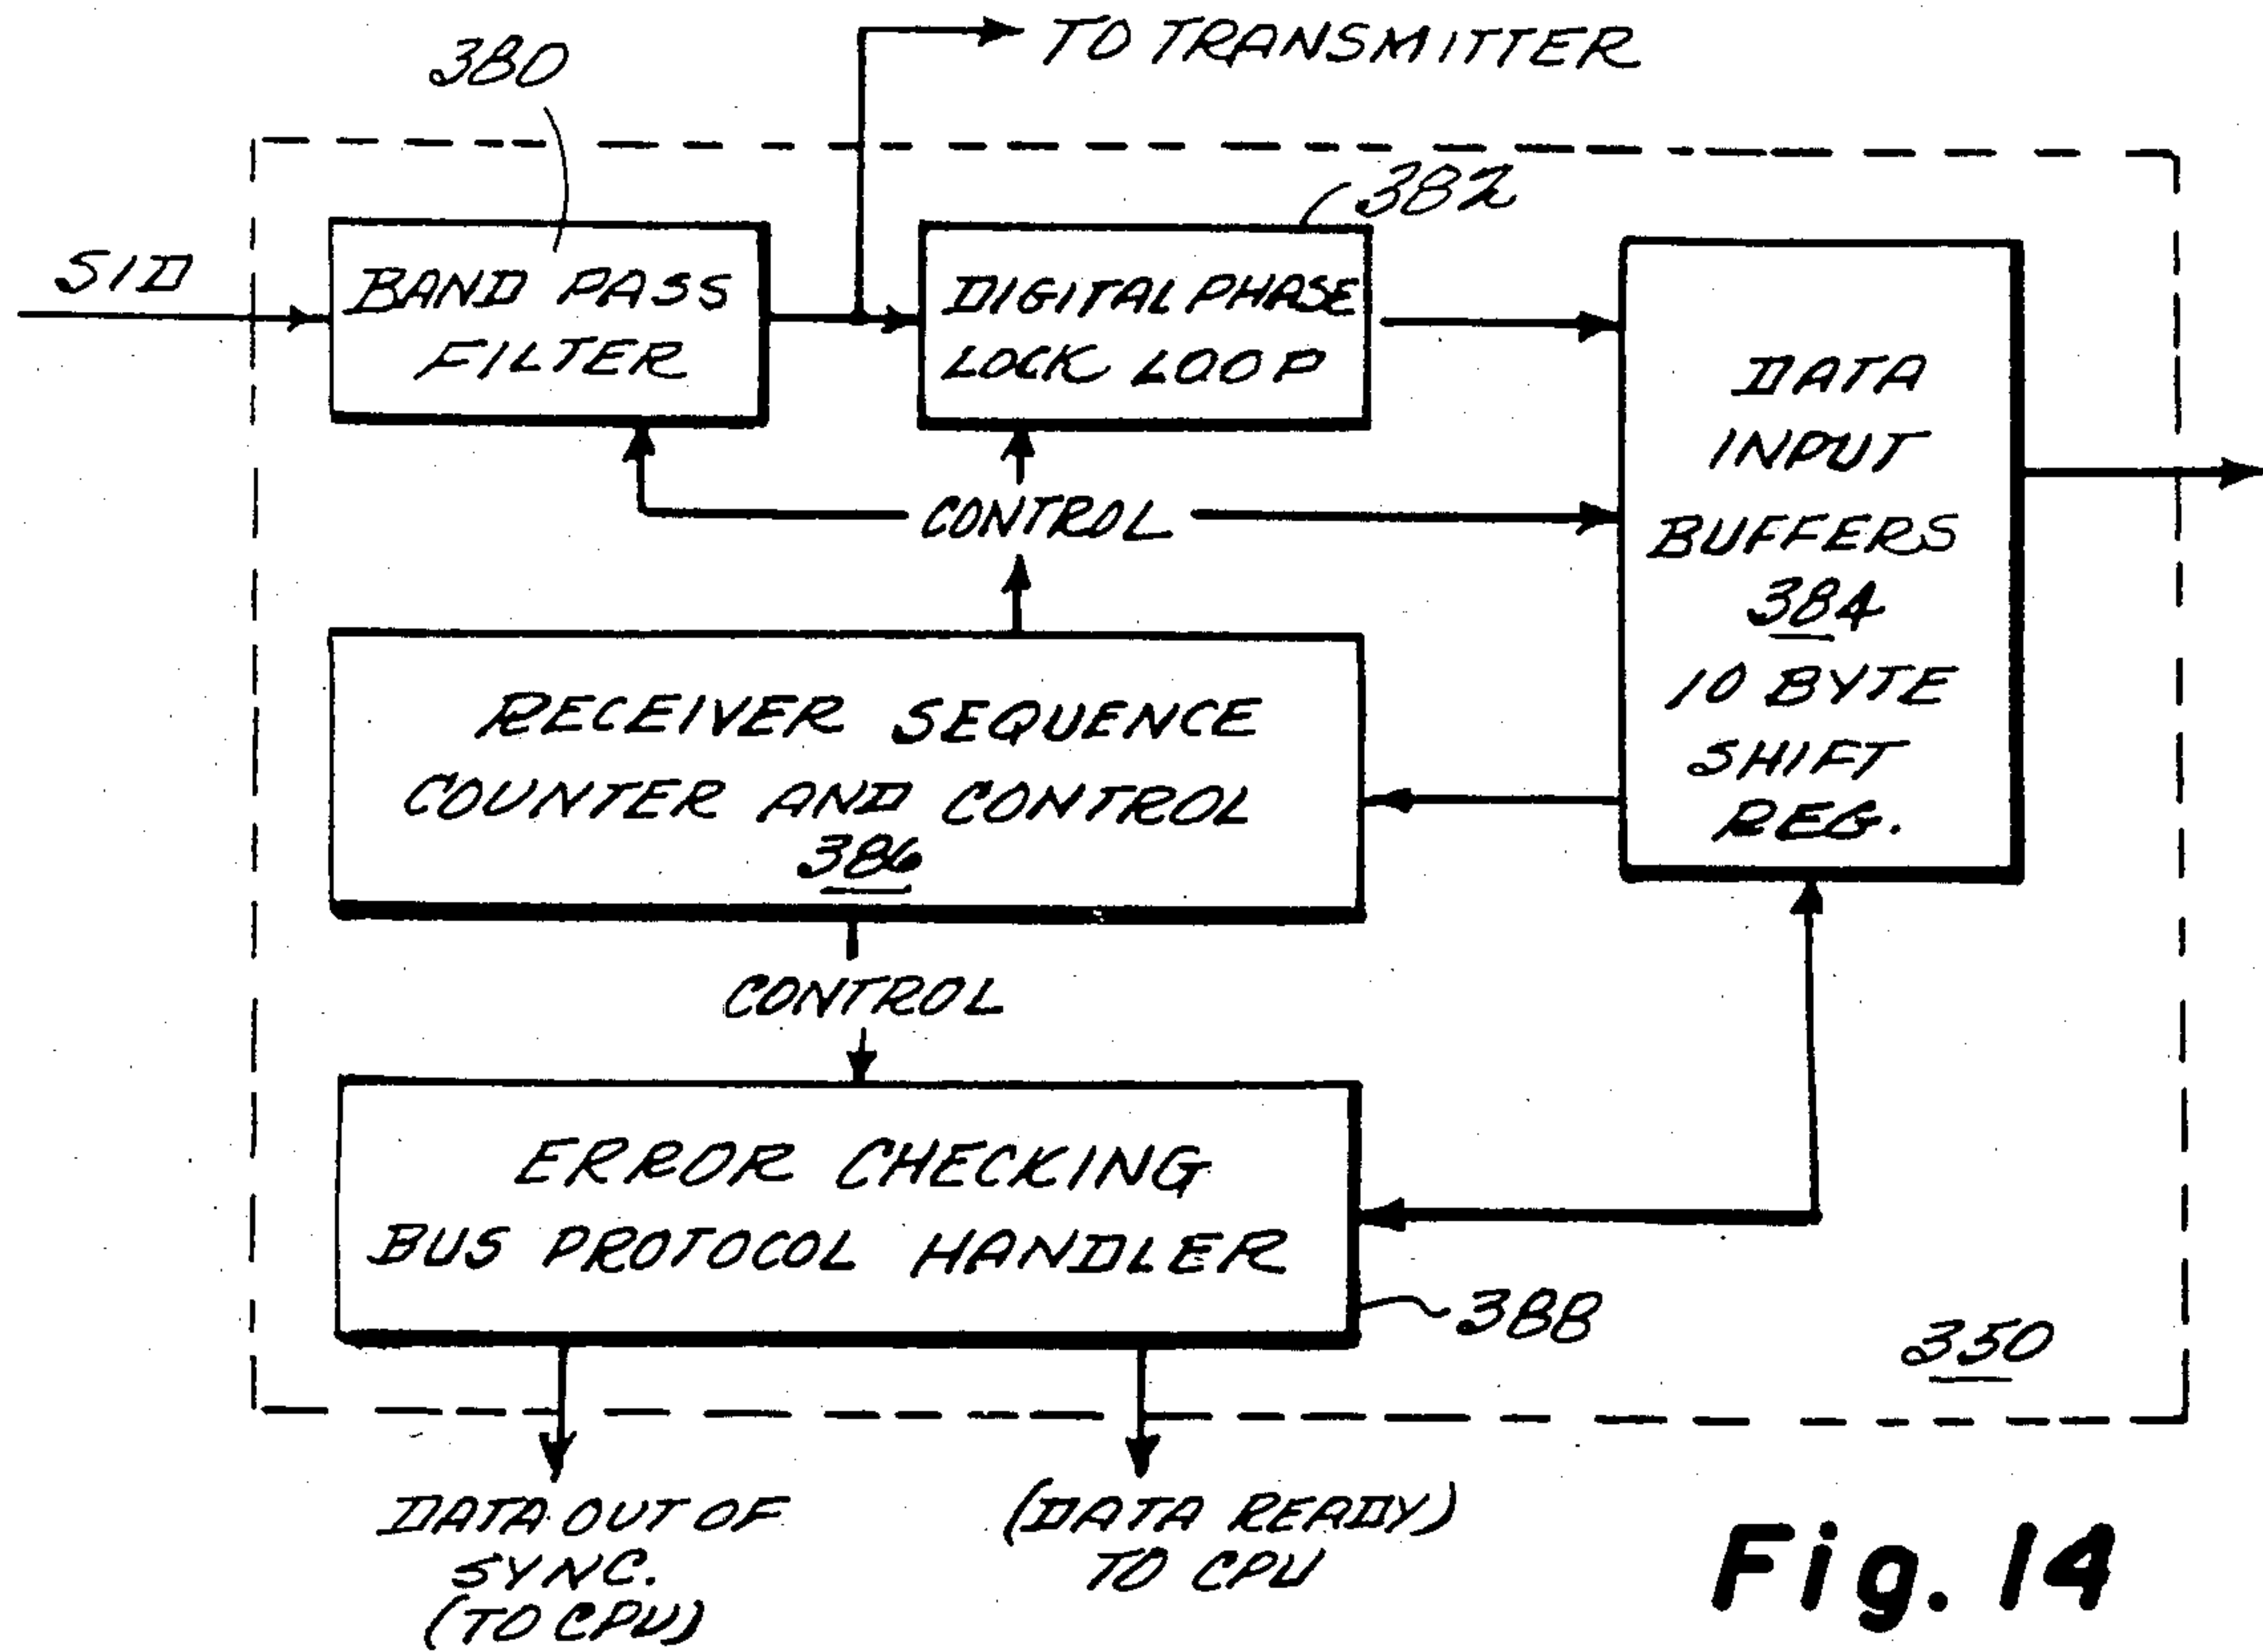 TO TRANSMITTER
380
382
SID
BAND PASS
FILTER
DIGITAL PHASE
LOCK LOOP
DATA
INPUT
BUFFERS
384
10 BYTE
SHIFT
REG.
CONTROL
RECEIVER SEQUENCE
COUNTER AND CONTROL
386
CONTROL
ERROR CHECKING
BUS PROTOCOL HANDLER
388
350
DATA OUT OF
SYNC.
(TO CPU)
(DATA READY)
TO CPU
Fig. 14